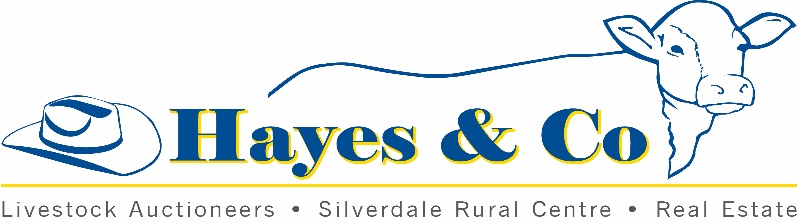 Hayes & Co
Livestock Auctioneers • Silverdale Rural Centre • Real Estate